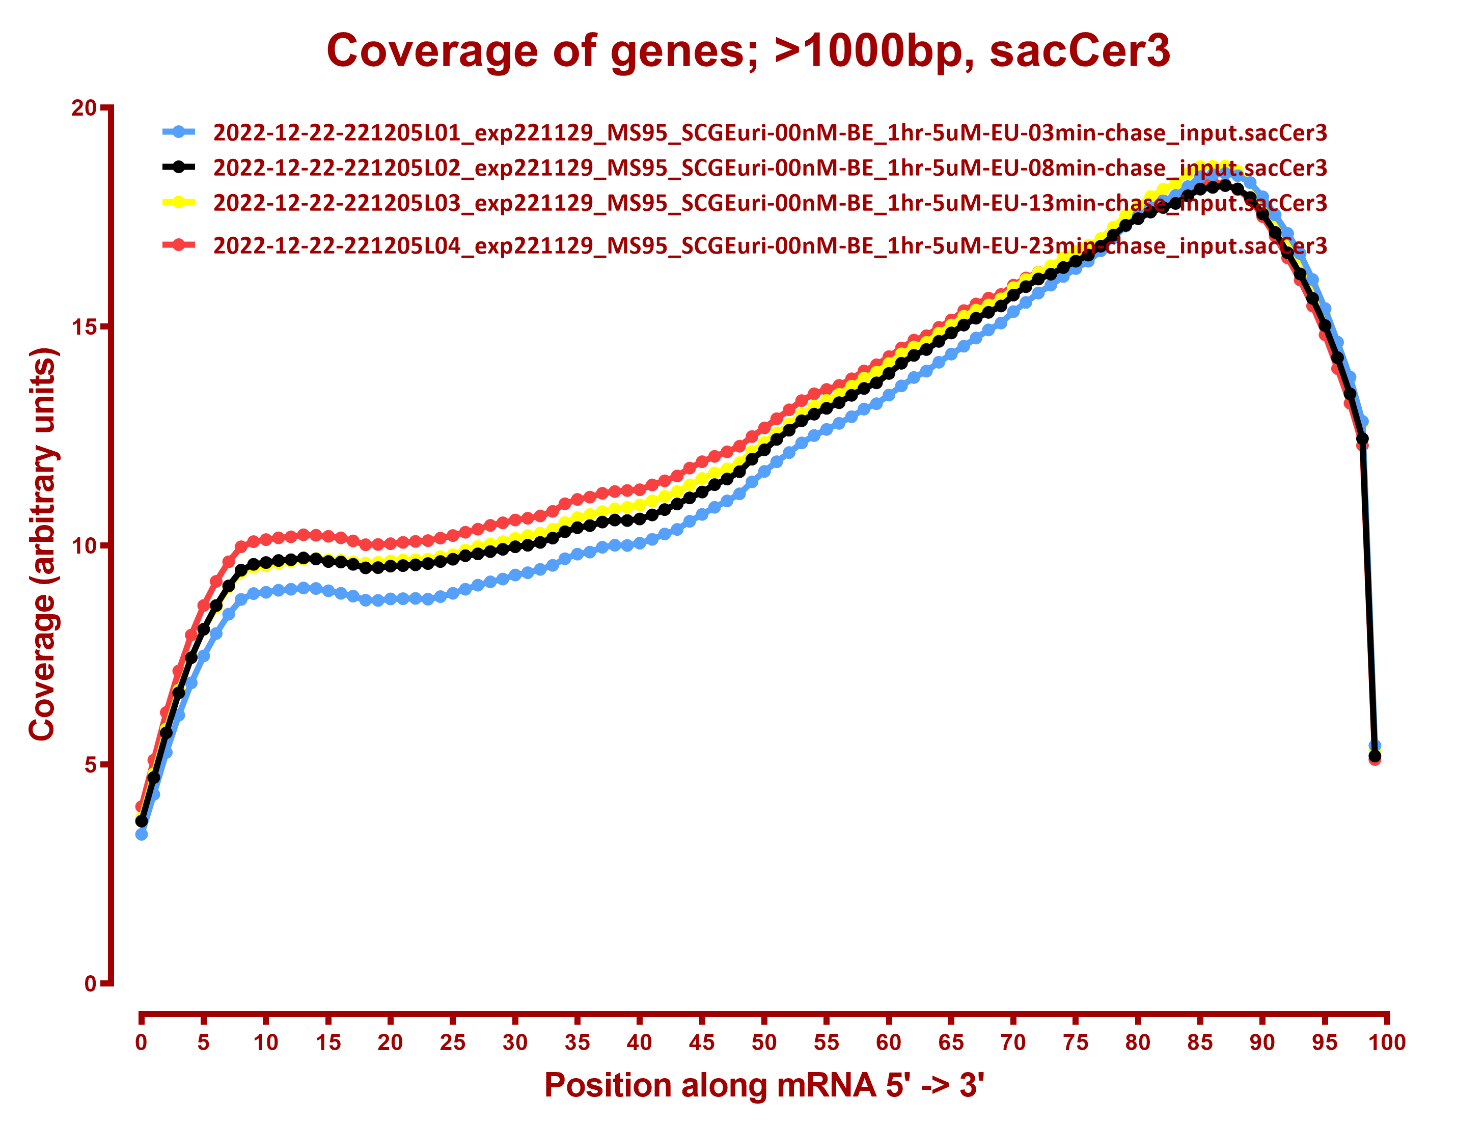 Coverage of genes; >1000bp, sacCer3
20
2022-12-22-221205L01_exp221129_MS95_SCGEuri-00nM-BE_1hr-5uM-EU-03min-chase_input.sacCer3
2022-12-22-221205L02_exp221129_MS95_SCGEuri-00nM-BE_1hr-5uM-EU-08min-chase_input.sacCer3
2022-12-22-221205L03_exp221129_MS95_SCGEuri-00nM-BE_1hr-5uM-EU-13min-chase_input.sacCer3
2022-12-22-221205L04_exp221129_MS95_SCGEuri-00nM-BE_1hr-5uM-EU-23min-chase_input.sacCer3
15
10
5
0
Coverage (arbitrary units)
0 5 10 15 20 25 30 35 40 45 50 55 60 65 70 75 80 85 90 95 100
Position along mRNA 5' -> 3'